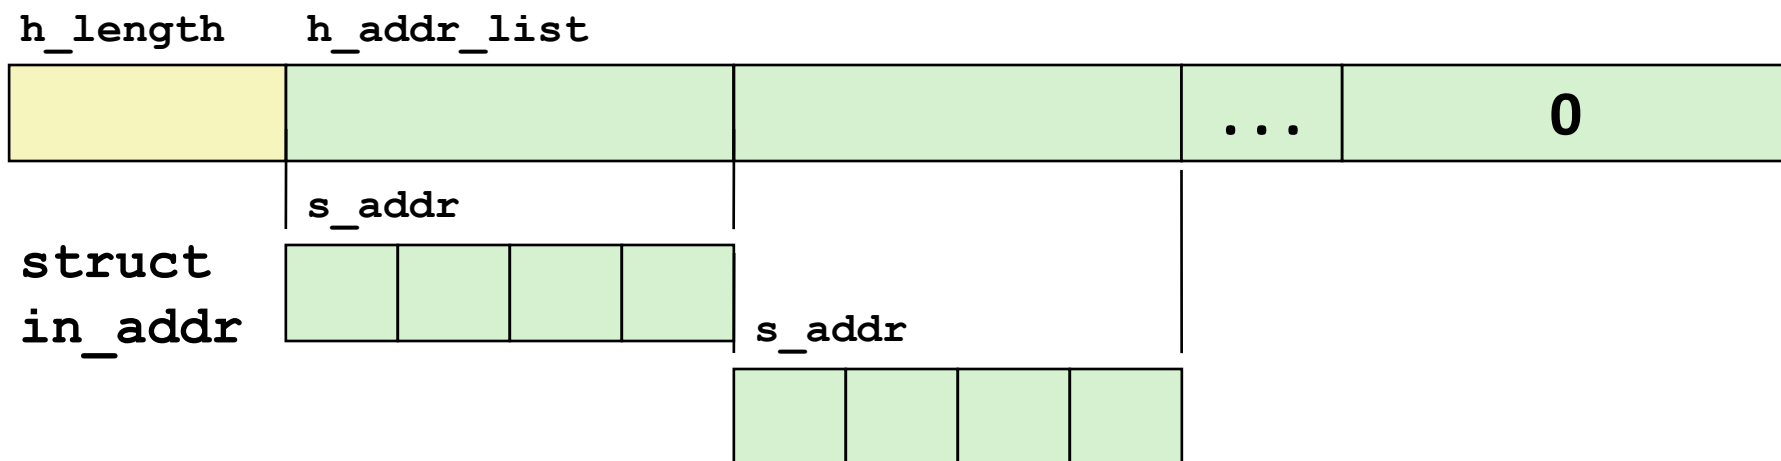 h_length h_addr_list
... 0
s_addr
struct
in_addr
s_addr